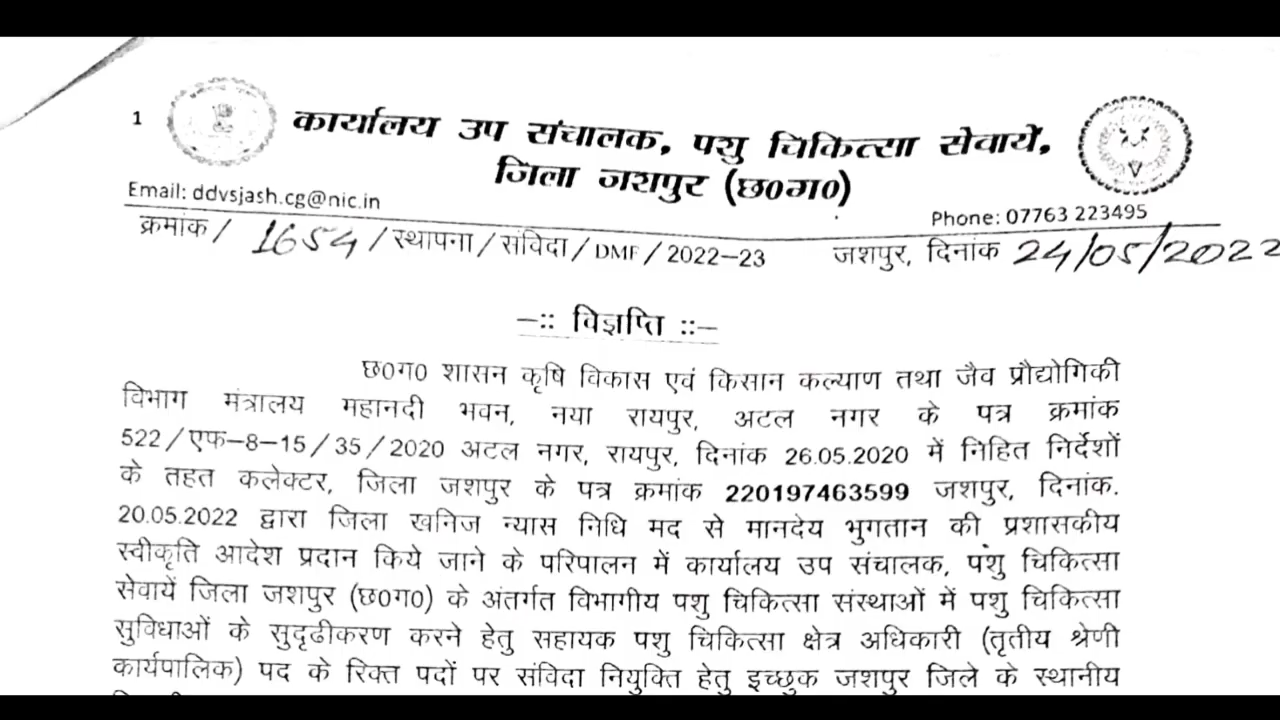 1
कार्यालय उप संचालक, पशु चिकित्सा सेवायें,
जिला जशपुर (छ0ग0)
Email: ddvsjash.cg@nic.in
Phone: 07763 223495
क्रमांक / 1654 / स्थापना / संविदा / DMF / 2022-23 जशपुर, दिनांक 24/05/2022
-:: विज्ञप्ति ::-
छ0ग0 शासन कृषि विकास एवं किसान कल्याण तथा जैव प्रौद्योगिकी
विभाग मंत्रालय महानदी भवन, नया रायपुर, अटल नगर के पत्र क्रमांक
522/एफ-8-15/35/2020 अटल नगर, रायपुर, दिनांक 26.05.2020 में निहित निर्देशों
के तहत कलेक्टर, जिला जशपुर के पत्र क्रमांक 220197463599 जशपुर, दिनांक.
20.05.2022 द्वारा जिला खनिज न्यास निधि मद से मानदेय भुगतान की प्रशासकीय
स्वीकृति आदेश प्रदान किये जाने के परिपालन में कार्यालय उप संचालक, पशु चिकित्सा
सेवायें जिला जशपुर (छ0ग0) के अंतर्गत विभागीय पशु चिकित्सा संस्थाओं में पशु चिकित्सा
सुविधाओं के सुदृढीकरण करने हेतु सहायक पशु चिकित्सा क्षेत्र अधिकारी (तृतीय श्रेणी
कार्यपालिक) पद के रिक्त पदों पर संविदा नियुक्ति हेतु इच्छुक जशपुर जिले के स्थानीय